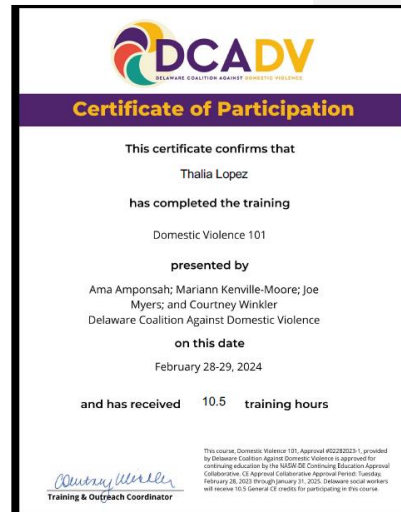 DCADV
DELAWARE COALITION AGAINST DOMESTIC VIOLENCE
Certificate of Participation
This certificate confirms that
Thalia Lopez
has completed the training
Domestic Violence 101
presented by
Ama Amponsah; Mariann Kenville-Moore; Joe
Myers; and Courtney Winkler
Delaware Coalition Against Domestic Violence
on this date
February 28-29, 2024
and has received 10.5 training hours
This course, Domestic Violence 101, Approval #02282023-1, provided
by Delaware Coalition Against Domestic Violence is approved for
continuing education by the NASW-DE Continuing Education Approval
Collaborative. CE Approval Collaborative Approval Period: Tuesday,
February 28, 2023 through January 31, 2025. Delaware social workers
will receive 10.5 General CE credits for participating in this course.
Training & Outreach Coordinator